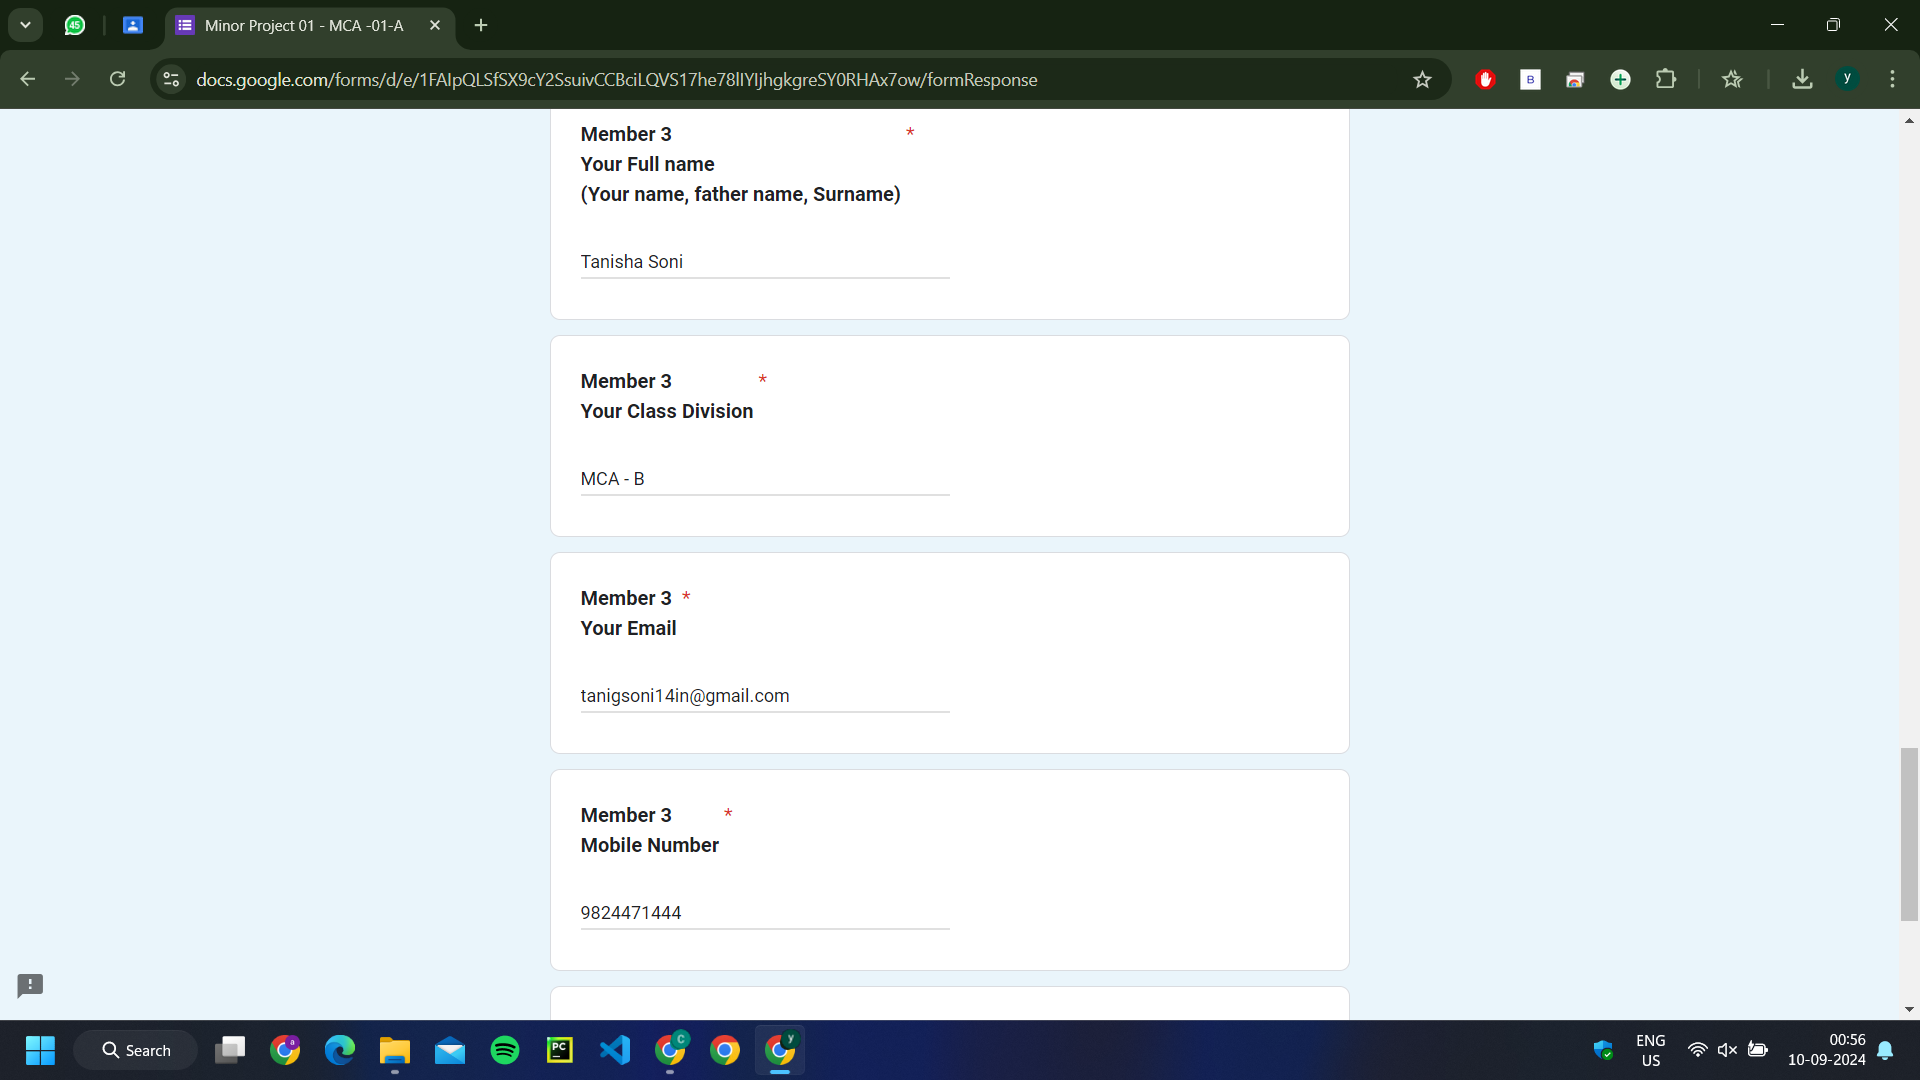 45
Minor Project 01 - MCA -01-A
docs.google.com/forms/d/e/1FAIpQLSfSX9cY2SsuivCCBciLQVS17he78lIYIjhgkgreSY0RHAx7ow/formResponse
B
y
Member 3 *
Your Full name
(Your name, father name, Surname)
Tanisha Soni
Member 3 *
Your Class Division
MCA - B
Member 3 *
Your Email
tanigsoni14in@gmail.com
Member 3 *
Mobile Number
9824471444
Search
a
PC
C
y
ENG
US
00:56
10-09-2024